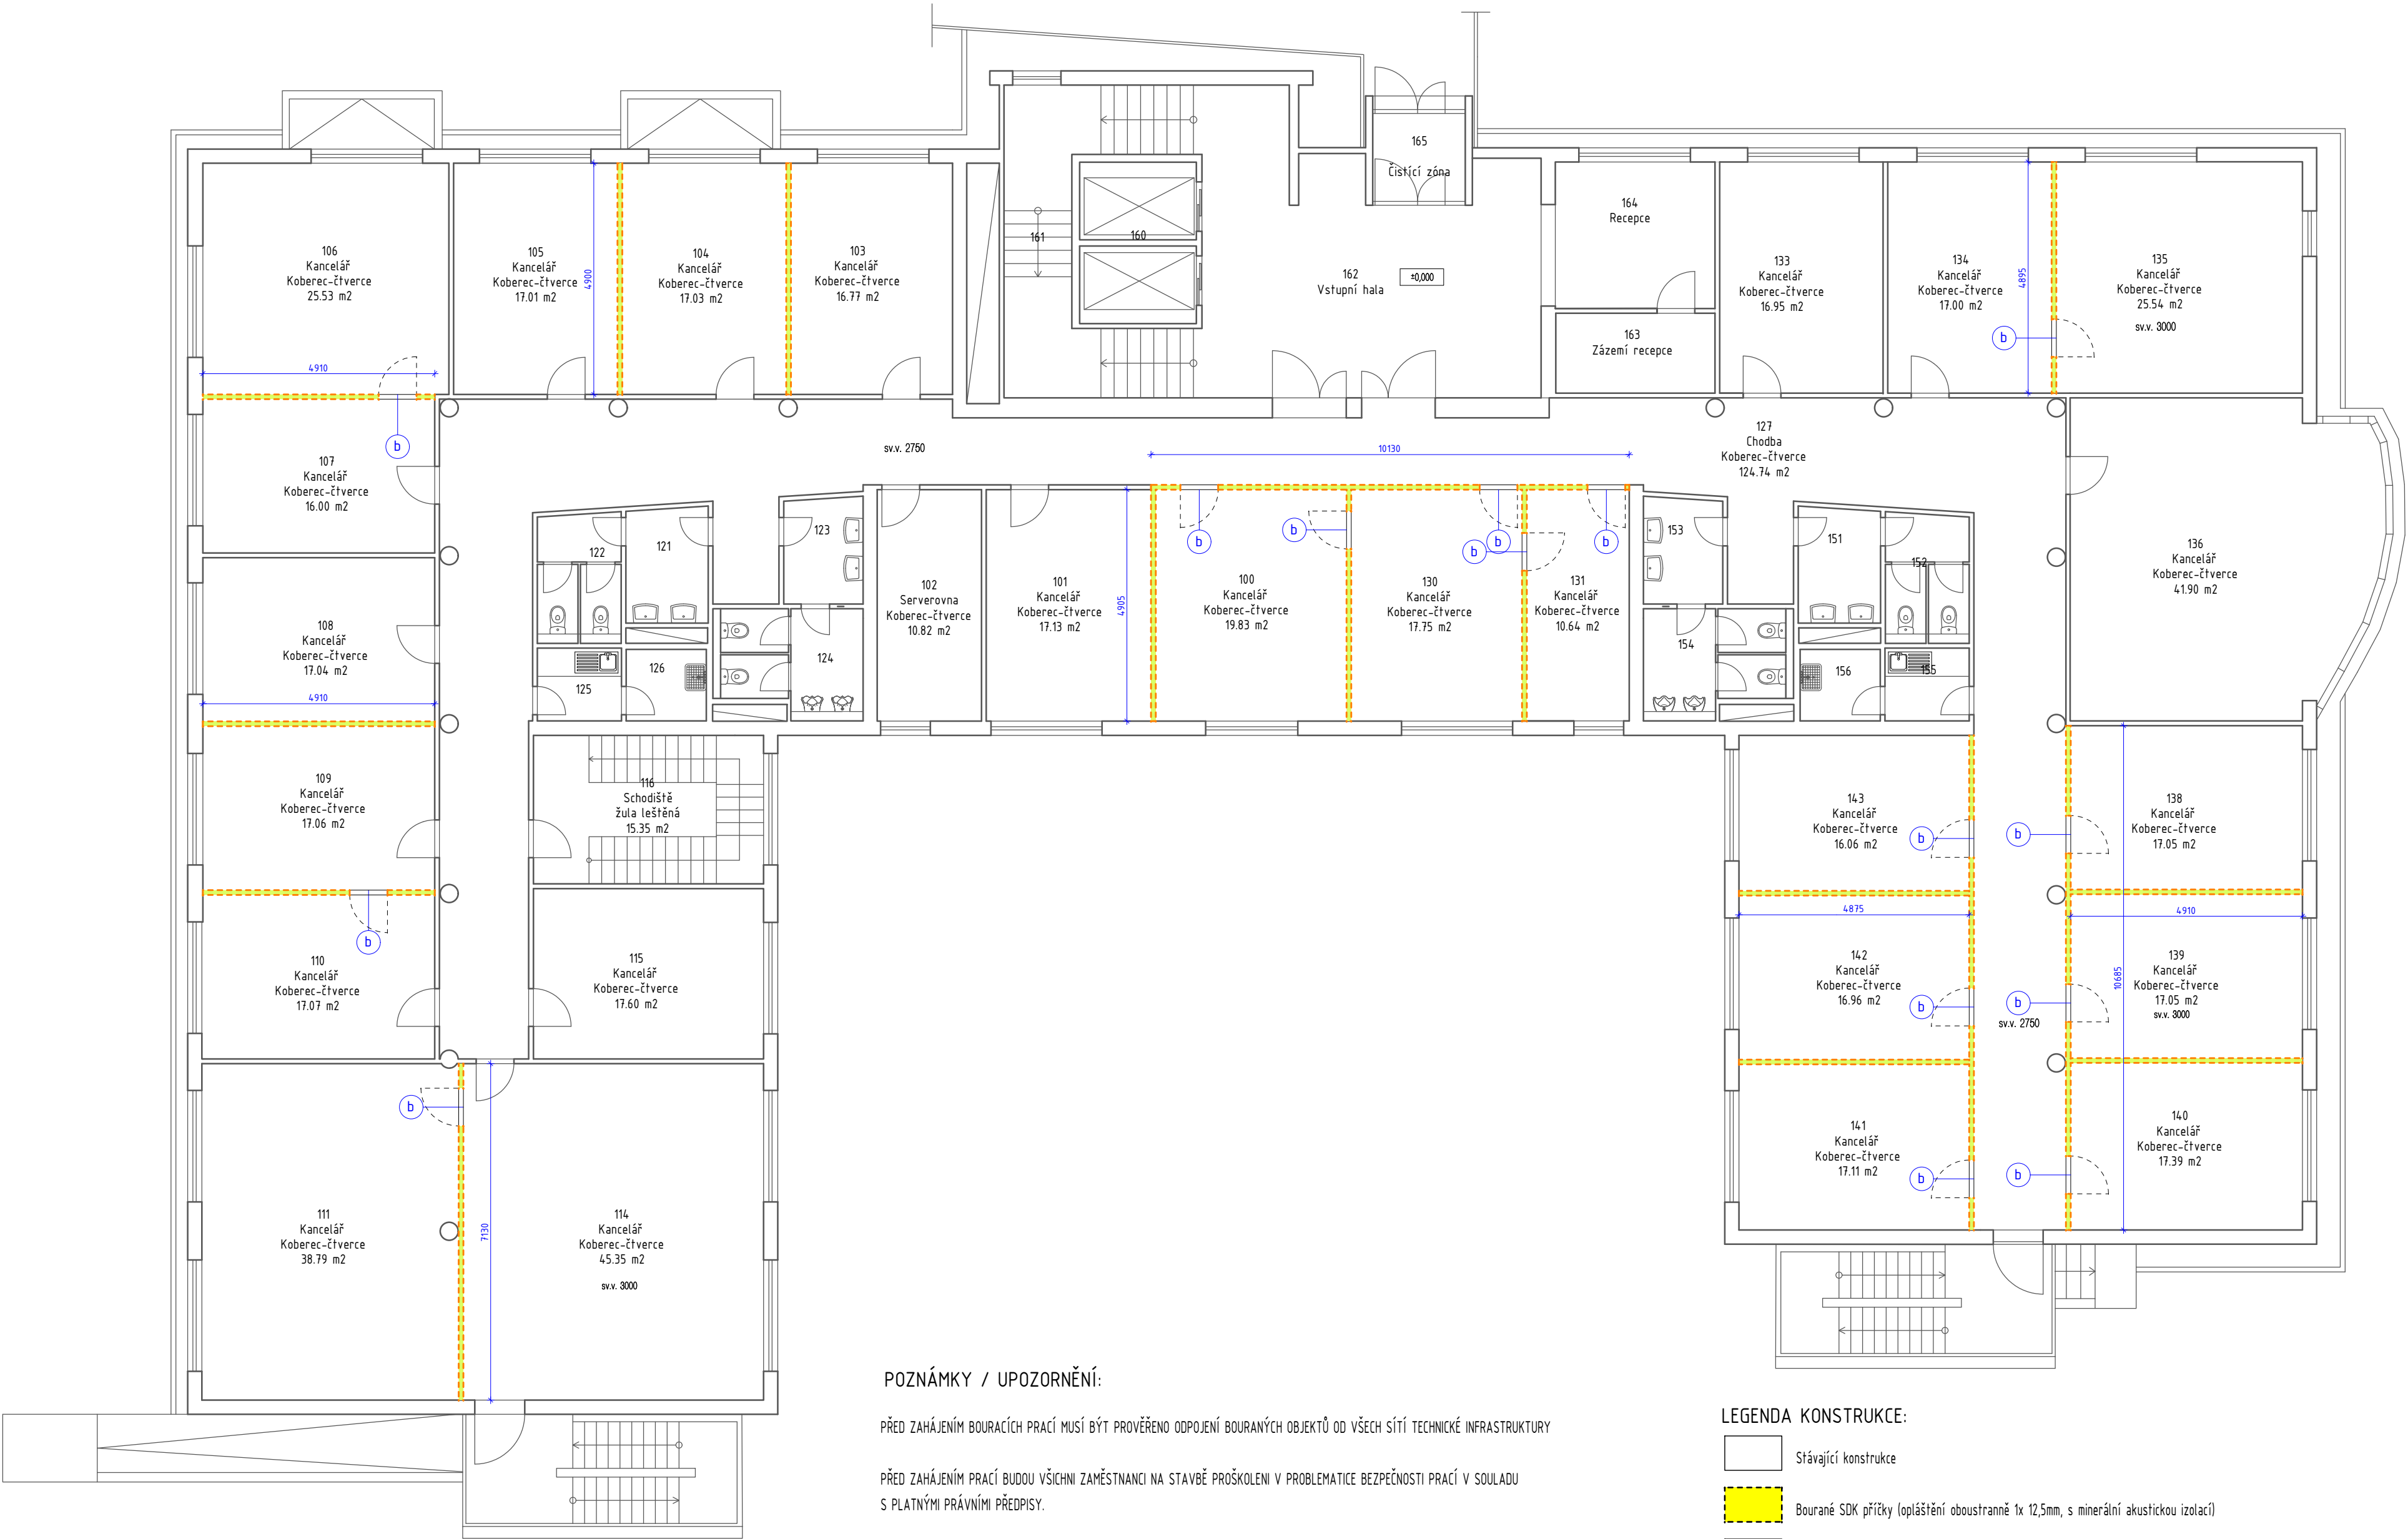 165
Čistící zóna
164
Recepce
106
Kancelář
Koberec-čtverce
25.53 m2
105
Kancelář
Koberec-čtverce
17.01 m2
4900
104
Kancelář
Koberec-čtverce
17.03 m2
103
Kancelář
Koberec-čtverce
16.77 m2
161
160
162
Vstupní hala
±0,000
133
Kancelář
Koberec-čtverce
16.95 m2
134
Kancelář
Koberec-čtverce
17.00 m2
4895
135
Kancelář
Koberec-čtverce
25.54 m2
sv.v. 3000
b
163
Zázemí recepce
4910
b
107
Kancelář
Koberec-čtverce
16.00 m2
sv.v. 2750
10130
127
Chodba
Koberec-čtverce
124.74 m2
122
121
123
102
Serverovna
Koberec-čtverce
10.82 m2
101
Kancelář
Koberec-čtverce
17.13 m2
4905
b
100
Kancelář
Koberec-čtverce
19.83 m2
b
130
Kancelář
Koberec-čtverce
17.75 m2
b
b
131
Kancelář
Koberec-čtverce
10.64 m2
b
153
151
152
136
Kancelář
Koberec-čtverce
41.90 m2
108
Kancelář
Koberec-čtverce
17.04 m2
4910
125
126
124
154
156
155
109
Kancelář
Koberec-čtverce
17.06 m2
116
Schodiště
žula leštěná
15.35 m2
143
Kancelář
Koberec-čtverce
16.06 m2
b
b
138
Kancelář
Koberec-čtverce
17.05 m2
4875
4910
b
110
Kancelář
Koberec-čtverce
17.07 m2
115
Kancelář
Koberec-čtverce
17.60 m2
142
Kancelář
Koberec-čtverce
16.96 m2
b
b
sv.v. 2750
10685
139
Kancelář
Koberec-čtverce
17.05 m2
sv.v. 3000
b
141
Kancelář
Koberec-čtverce
17.11 m2
b
b
140
Kancelář
Koberec-čtverce
17.39 m2
111
Kancelář
Koberec-čtverce
38.79 m2
7130
114
Kancelář
Koberec-čtverce
45.35 m2
sv.v. 3000
POZNÁMKY / UPOZORNĚNÍ:
PŘED ZAHÁJENÍM BOURACÍCH PRACÍ MUSÍ BÝT PROVĚŘENO ODPOJENÍ BOURANÝCH OBJEKTŮ OD VŠECH SÍTÍ TECHNICKÉ INFRASTRUKTURY
PŘED ZAHÁJENÍM PRACÍ BUDOU VŠICHNI ZAMĚSTNANCI NA STAVBĚ PROŠKOLENI V PROBLEMATICE BEZPEČNOSTI PRACÍ V SOULADU
S PLATNÝMI PRÁVNÍMI PŘEDPISY.
LEGENDA KONSTRUKCE:
Stávající konstrukce
Bourané SDK příčky (opláštění oboustranně 1x 12,5mm, s minerální akustickou izolací)